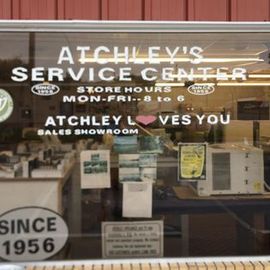 ATCHLEY'S
SERVICE CENTER
SINCE 1956 STORE HOURS SINCE 1956
MON-FRI--8 to 6
ATCHLEY L❤VES YOU
SALES SHOWROOM
SINCE
1956